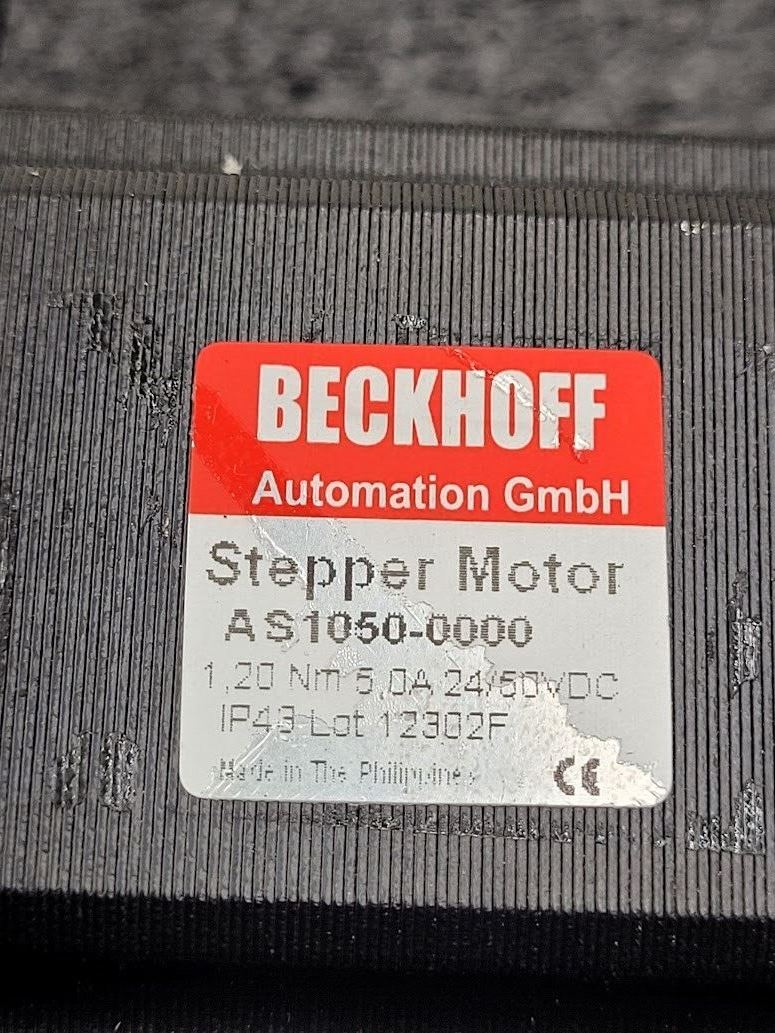 BECKHOFF
Automation GmbH
Stepper Motor
AS1050-0000
1,20 Nm 5,0A 24/50VDC
IP43 Lot 12302F
Made in The Philippines
CE